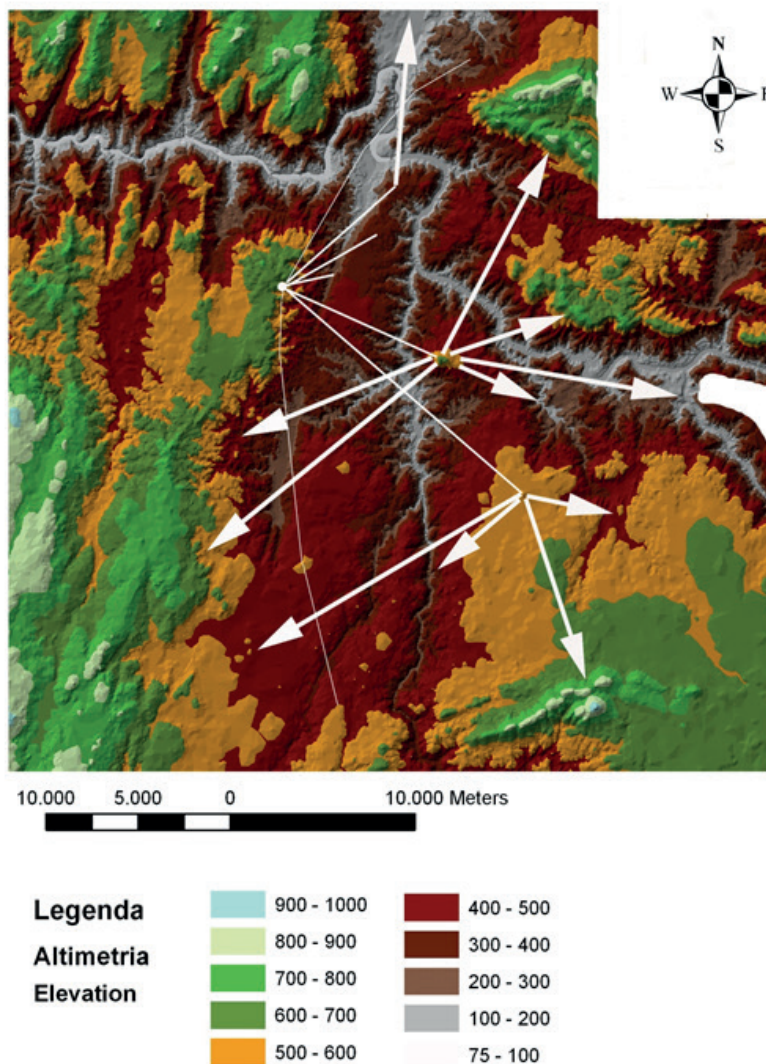 N
W E
S
10.000 5.000 0 10.000 Meters
Legenda
Altimetria
Elevation
900 - 1000
800 - 900
700 - 800
600 - 700
500 - 600
400 - 500
300 - 400
200 - 300
100 - 200
75 - 100